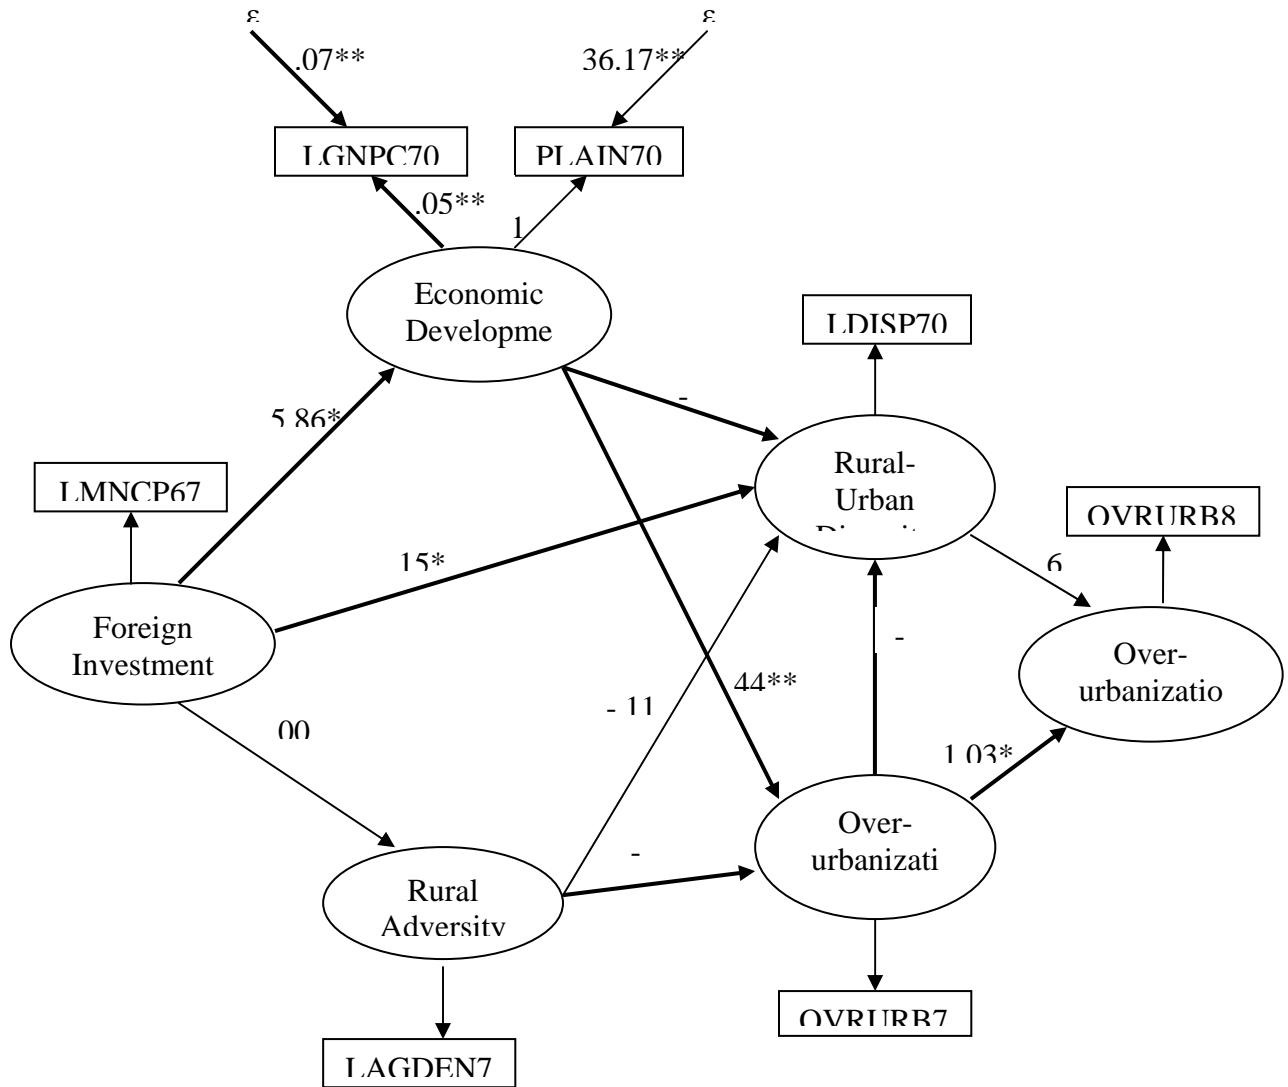 ε
ε
.07**
36.17**
LGNPC70
PLAIN70
.05**
1
Economic
Developme
LDISP70
-
5.86*
Rural-
Urban
LMNCP67
OVRURB8
15*
6
Foreign
Investment
-
Over-
urbanizatio
44**
- 11
00
1.03*
Over-
urbanizati
-
Rural
Adversity
OVRURB7
LAGDEN7